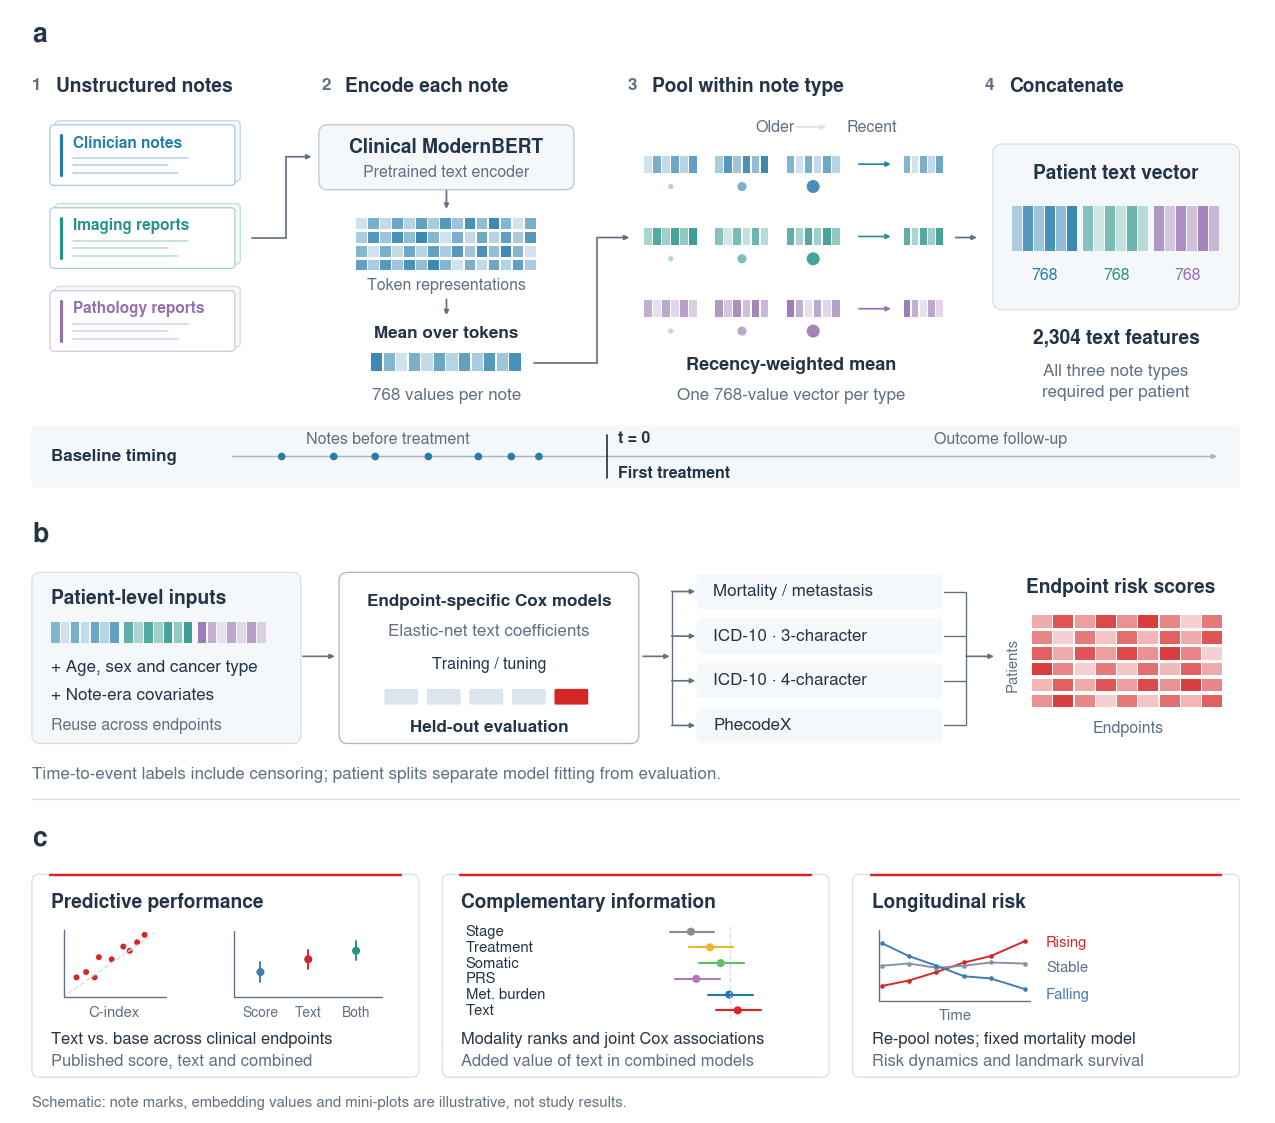 a
1 Unstructured notes
2 Encode each note
3 Pool within note type
4 Concatenate
Clinician notes
Imaging reports
Pathology reports
Clinical ModernBERT
Pretrained text encoder
Token representations
Mean over tokens
768 values per note
Older
Recent
Recency-weighted mean
One 768-value vector per type
Patient text vector
768 768 768
2,304 text features
All three note types
required per patient
Baseline timing
Notes before treatment
t = 0
First treatment
Outcome follow-up
b
Patient-level inputs
+ Age, sex and cancer type
+ Note-era covariates
Reuse across endpoints
Endpoint-specific Cox models
Elastic-net text coefficients
Training / tuning
Held-out evaluation
Mortality / metastasis
ICD-10 · 3-character
ICD-10 · 4-character
PhecodeX
Endpoint risk scores
Patients
Endpoints
Time-to-event labels include censoring; patient splits separate model fitting from evaluation.
c
Predictive performance
C-index
Score Text Both
Text vs. base across clinical endpoints
Published score, text and combined
Complementary information
Stage
Treatment
Somatic
PRS
Met. burden
Text
Modality ranks and joint Cox associations
Added value of text in combined models
Longitudinal risk
Rising
Stable
Falling
Time
Re-pool notes; fixed mortality model
Risk dynamics and landmark survival
Schematic: note marks, embedding values and mini-plots are illustrative, not study results.